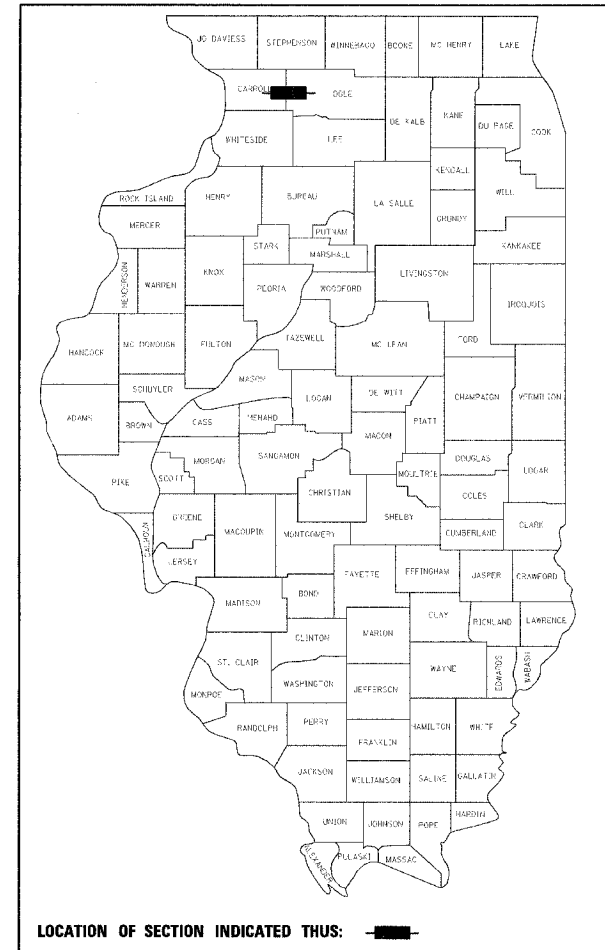 JO DAVIESS STEPHENSON WINNEBAGO BOONE MC HENRY LAKE
CARROLL OGLE
DE KALB KANE DU PAGE COOK
WHITESIDE LEE
KENDALL WILL
ROCK ISLAND HENRY BUREAU LA SALLE GRUNDY
MERCER PUTNAM KANKAKEE
STARK MARSHALL
HENDERSON WARREN KNOX LIVINGSTON
PEORIA WOODFORD IROQUOIS
FULTON TAZEWELL MC LEAN FORD
HANCOCK MC DONOUGH
MASON
SCHUYLER LOGAN DE WITT CHAMPAIGN VERMILION
ADAMS BROWN CASS MENARD MACON PIATT
MORGAN SANGAMON DOUGLAS
PIKE SCOTT MOULTRIE LOGAR
CHRISTIAN COLES
GREENE SHELBY
CALHOUN MACOUPIN MONTGOMERY CUMBERLAND CLARK
JERSEY FAYETTE EFFINGHAM JASPER CRAWFORD
MADISON BOND
CLAY RICHLAND LAWRENCE
CLINTON MARION
ST. CLAIR WAYNE EDWARDS WABASH
WASHINGTON JEFFERSON
MONROE
RANDOLPH PERRY HAMILTON WHITE
FRANKLIN
JACKSON WILLIAMSON SALINE GALLATIN
UNION JOHNSON POPE HARDIN
ALEXANDER PULASKI MASSAC
LOCATION OF SECTION INDICATED THUS: